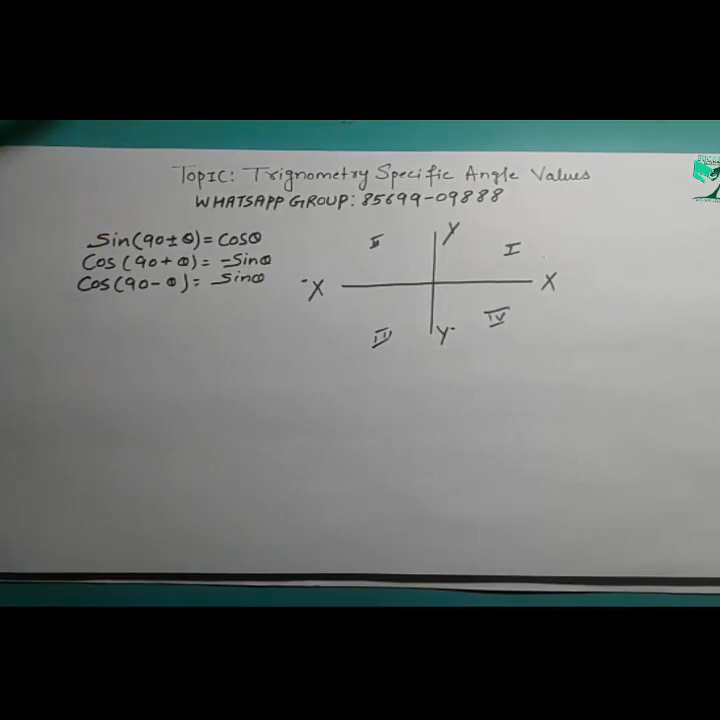 TOPIC: Trignometry Specific Angle Values
WHATSAPP GROUP: 85699-09888
Sin(90±θ)=Cosθ
Cos(90+θ)=-Sinθ
Cos(90-θ)= Sinθ
II
Y
I
-X
X
III
Y-
IV